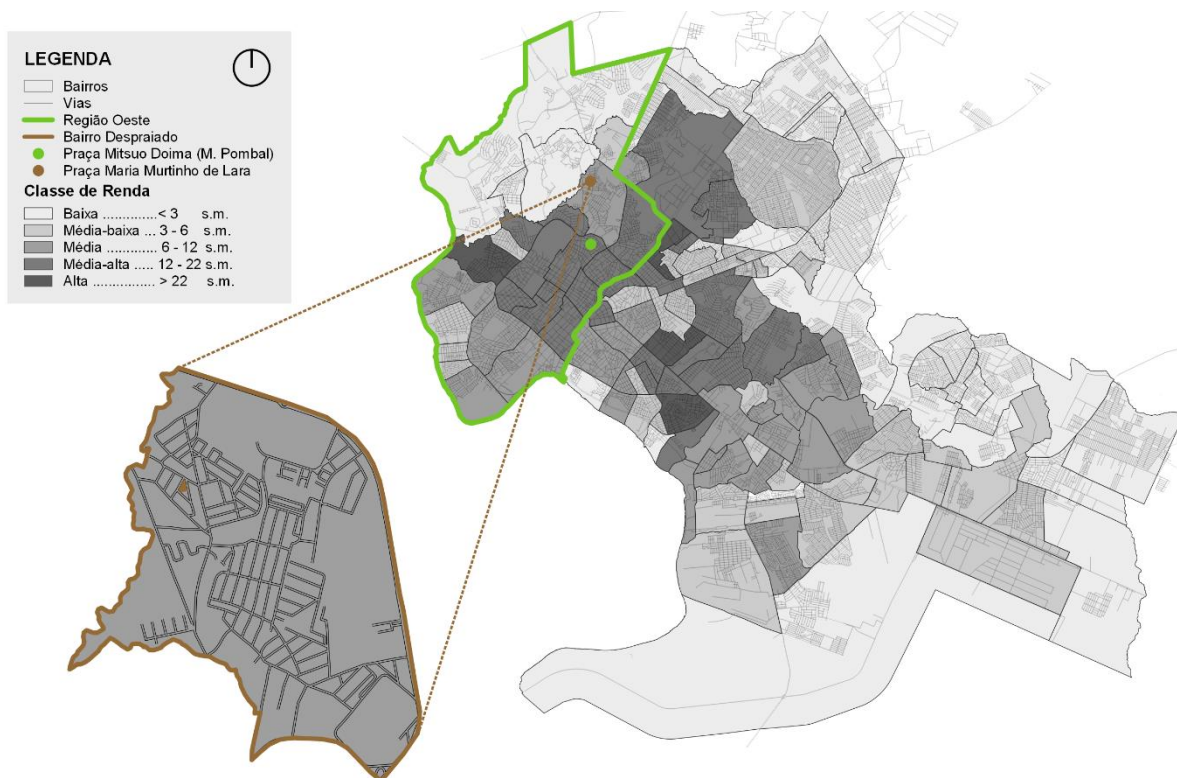 LEGENDA
Bairros
Vias
Região Oeste
Bairro Despraiado
Praça Mitsuo Doima (M. Pombal)
Praça Maria Murtinho de Lara
Classe de Renda
Baixa ..............< 3 s.m.
Média-baixa ... 3 - 6 s.m.
Média ............. 6 - 12 s.m.
Média-alta ..... 12 - 22 s.m.
Alta ................ > 22 s.m.